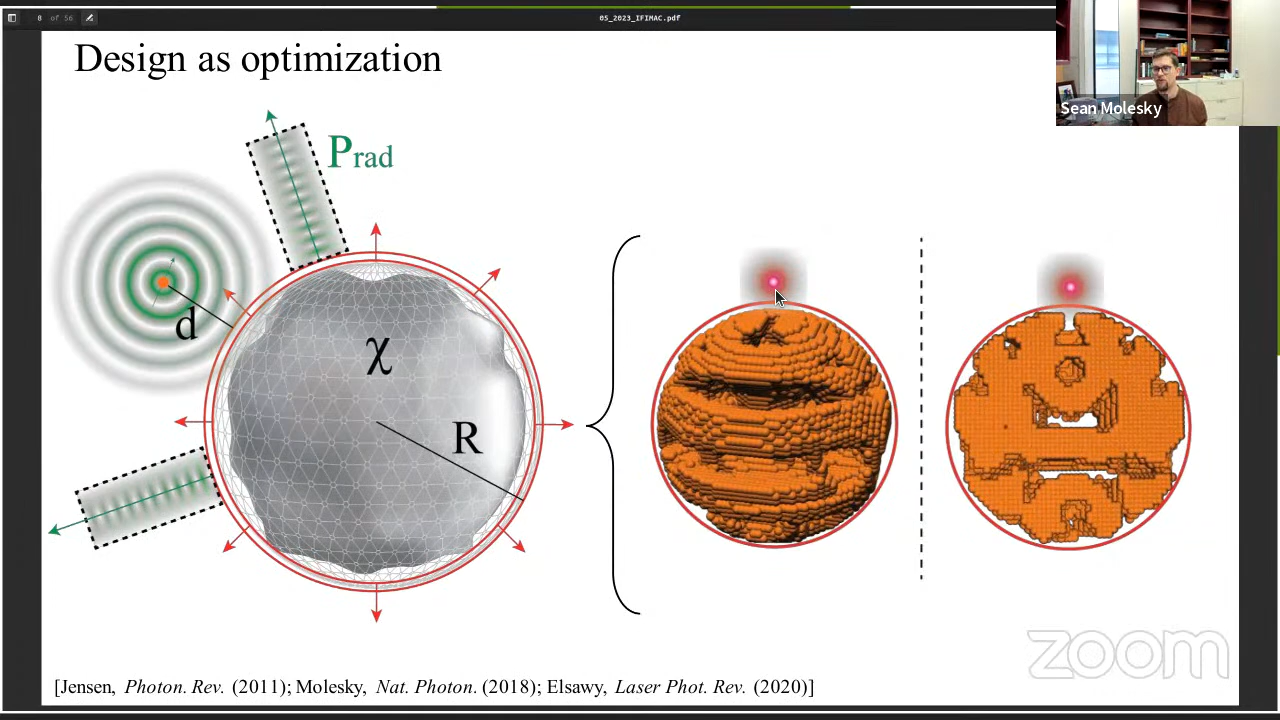 8 of 56
05_2023_IFIMAC.pdf
Design as optimization
Sean Molesky
Prad
d
χ
R
zoom
[Jensen, Photon. Rev. (2011); Molesky, Nat. Photon. (2018); Elsawy, Laser Phot. Rev. (2020)]